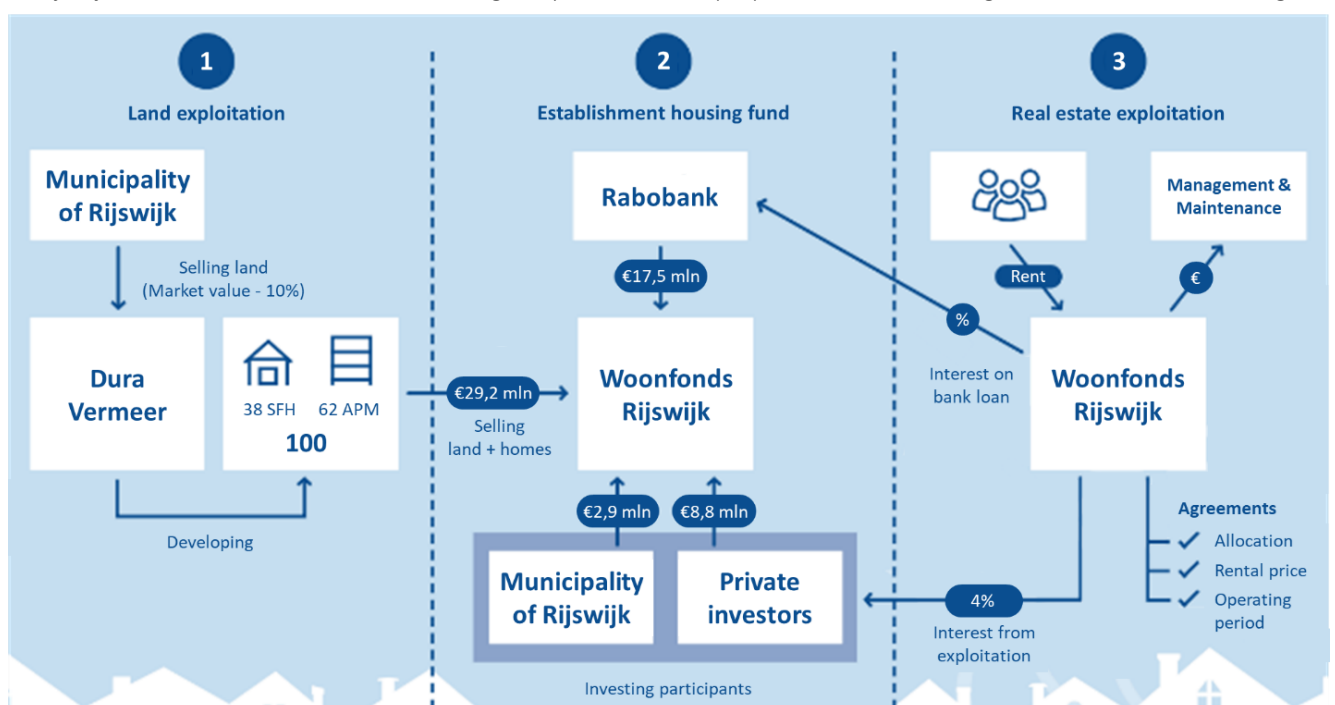 1
Land exploitation
Municipality
of Rijswijk
Selling land
(Market value - 10%)
Dura
Vermeer
38 SFH
62 APM
100
Developing
€29,2 mln
Selling
land + homes
2
Establishment housing fund
Rabobank
€17,5 mln
Woonfonds
Rijswijk
€2,9 mln
€8,8 mln
Municipality
of Rijswijk
Private
investors
Investing participants
3
Real estate exploitation
Management &
Maintenance
Rent
€
%
Interest on
bank loan
Woonfonds
Rijswijk
Agreements
Allocation
Rental price
Operating
period
4%
Interest from
exploitation